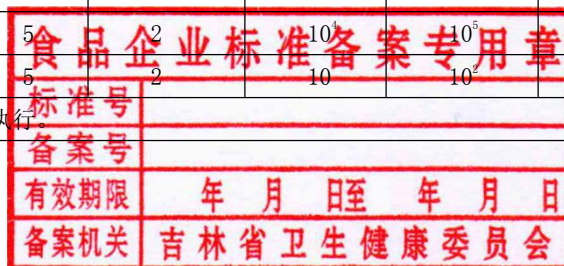 5 2 10⁴ 10⁵
食品企业标准备案专用章
5 2 10 10²
标准号
执行。
备案号
有效期限 年 月 日至 年 月 日
备案机关 吉林省卫生健康委员会